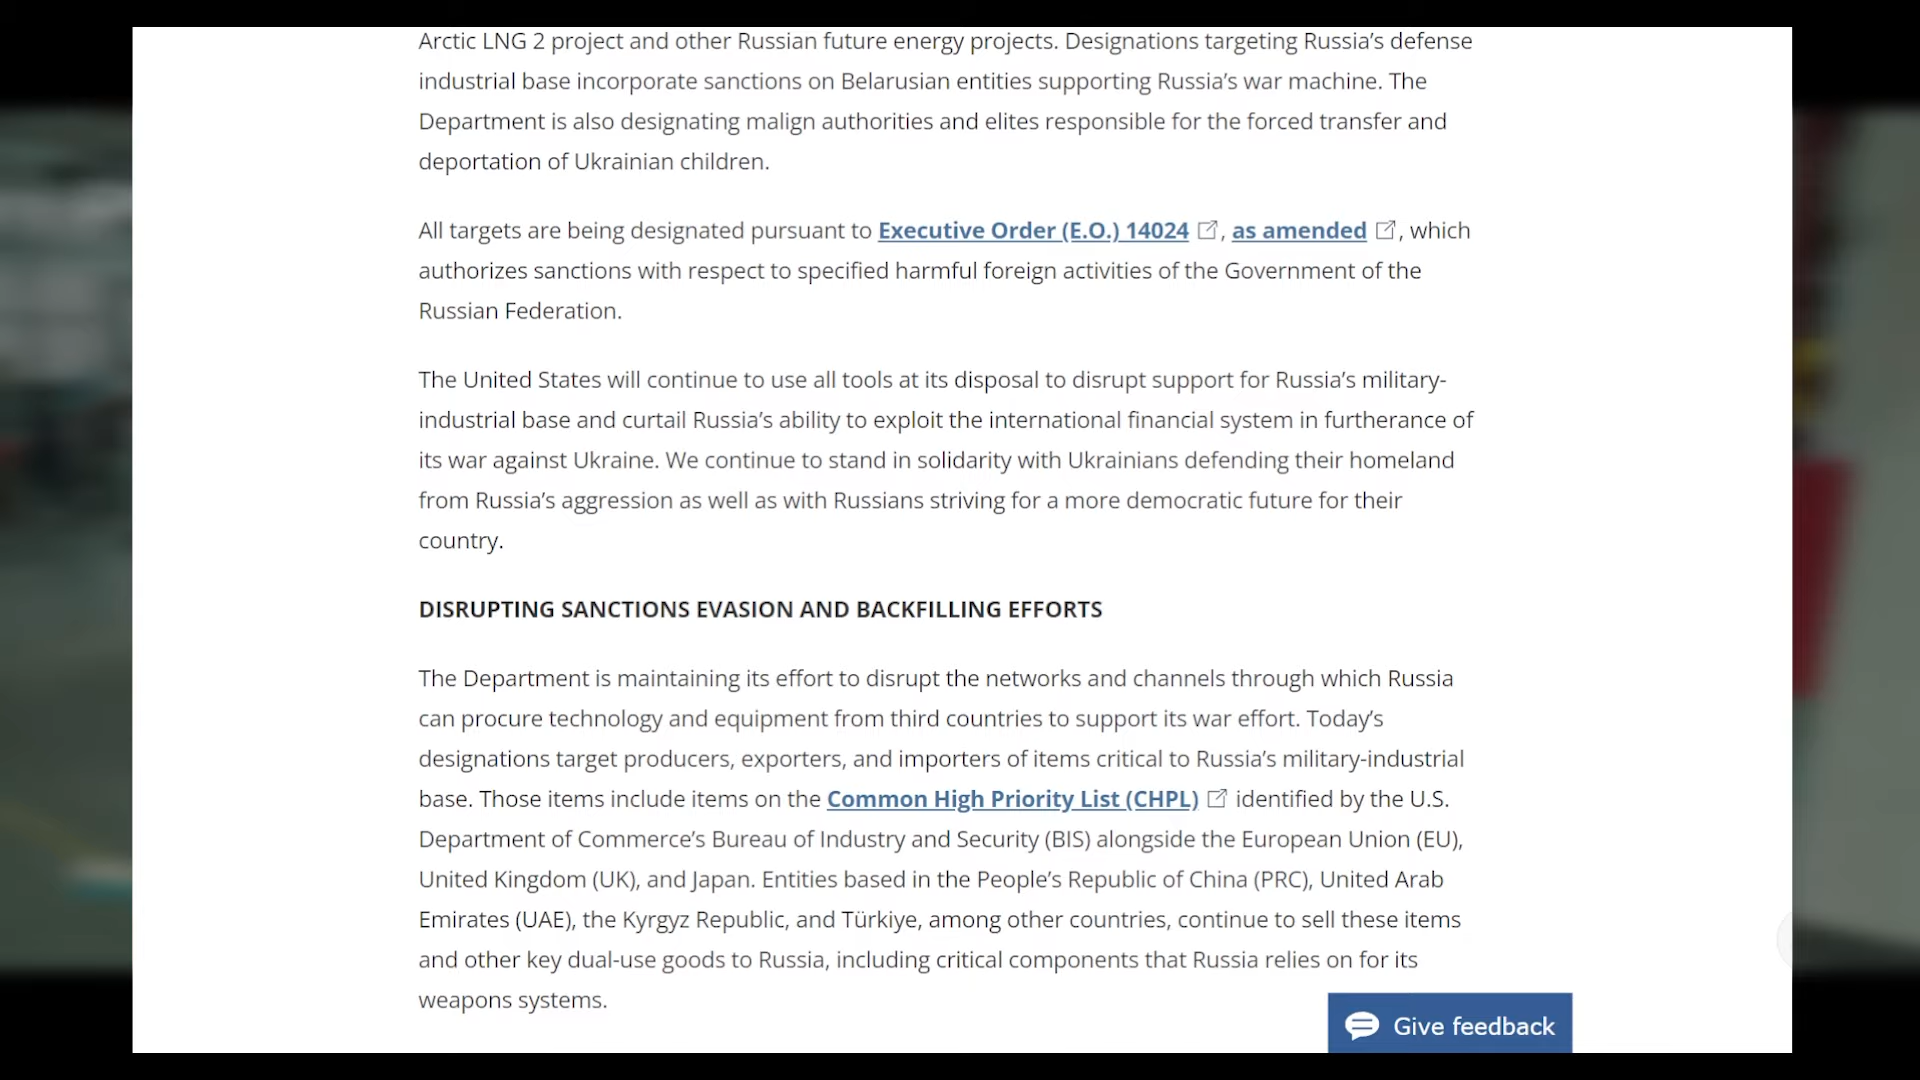 Arctic LNG 2 project and other Russian future energy projects. Designations targeting Russia’s defense
industrial base incorporate sanctions on Belarusian entities supporting Russia’s war machine. The
Department is also designating malign authorities and elites responsible for the forced transfer and
deportation of Ukrainian children.
All targets are being designated pursuant to Executive Order (E.O.) 14024, as amended, which
authorizes sanctions with respect to specified harmful foreign activities of the Government of the
Russian Federation.
The United States will continue to use all tools at its disposal to disrupt support for Russia’s military-
industrial base and curtail Russia’s ability to exploit the international financial system in furtherance of
its war against Ukraine. We continue to stand in solidarity with Ukrainians defending their homeland
from Russia’s aggression as well as with Russians striving for a more democratic future for their
country.
DISRUPTING SANCTIONS EVASION AND BACKFILLING EFFORTS
The Department is maintaining its effort to disrupt the networks and channels through which Russia
can procure technology and equipment from third countries to support its war effort. Today’s
designations target producers, exporters, and importers of items critical to Russia’s military-industrial
base. Those items include items on the Common High Priority List (CHPL) identified by the U.S.
Department of Commerce’s Bureau of Industry and Security (BIS) alongside the European Union (EU),
United Kingdom (UK), and Japan. Entities based in the People’s Republic of China (PRC), United Arab
Emirates (UAE), the Kyrgyz Republic, and Türkiye, among other countries, continue to sell these items
and other key dual-use goods to Russia, including critical components that Russia relies on for its
weapons systems.
Give feedback